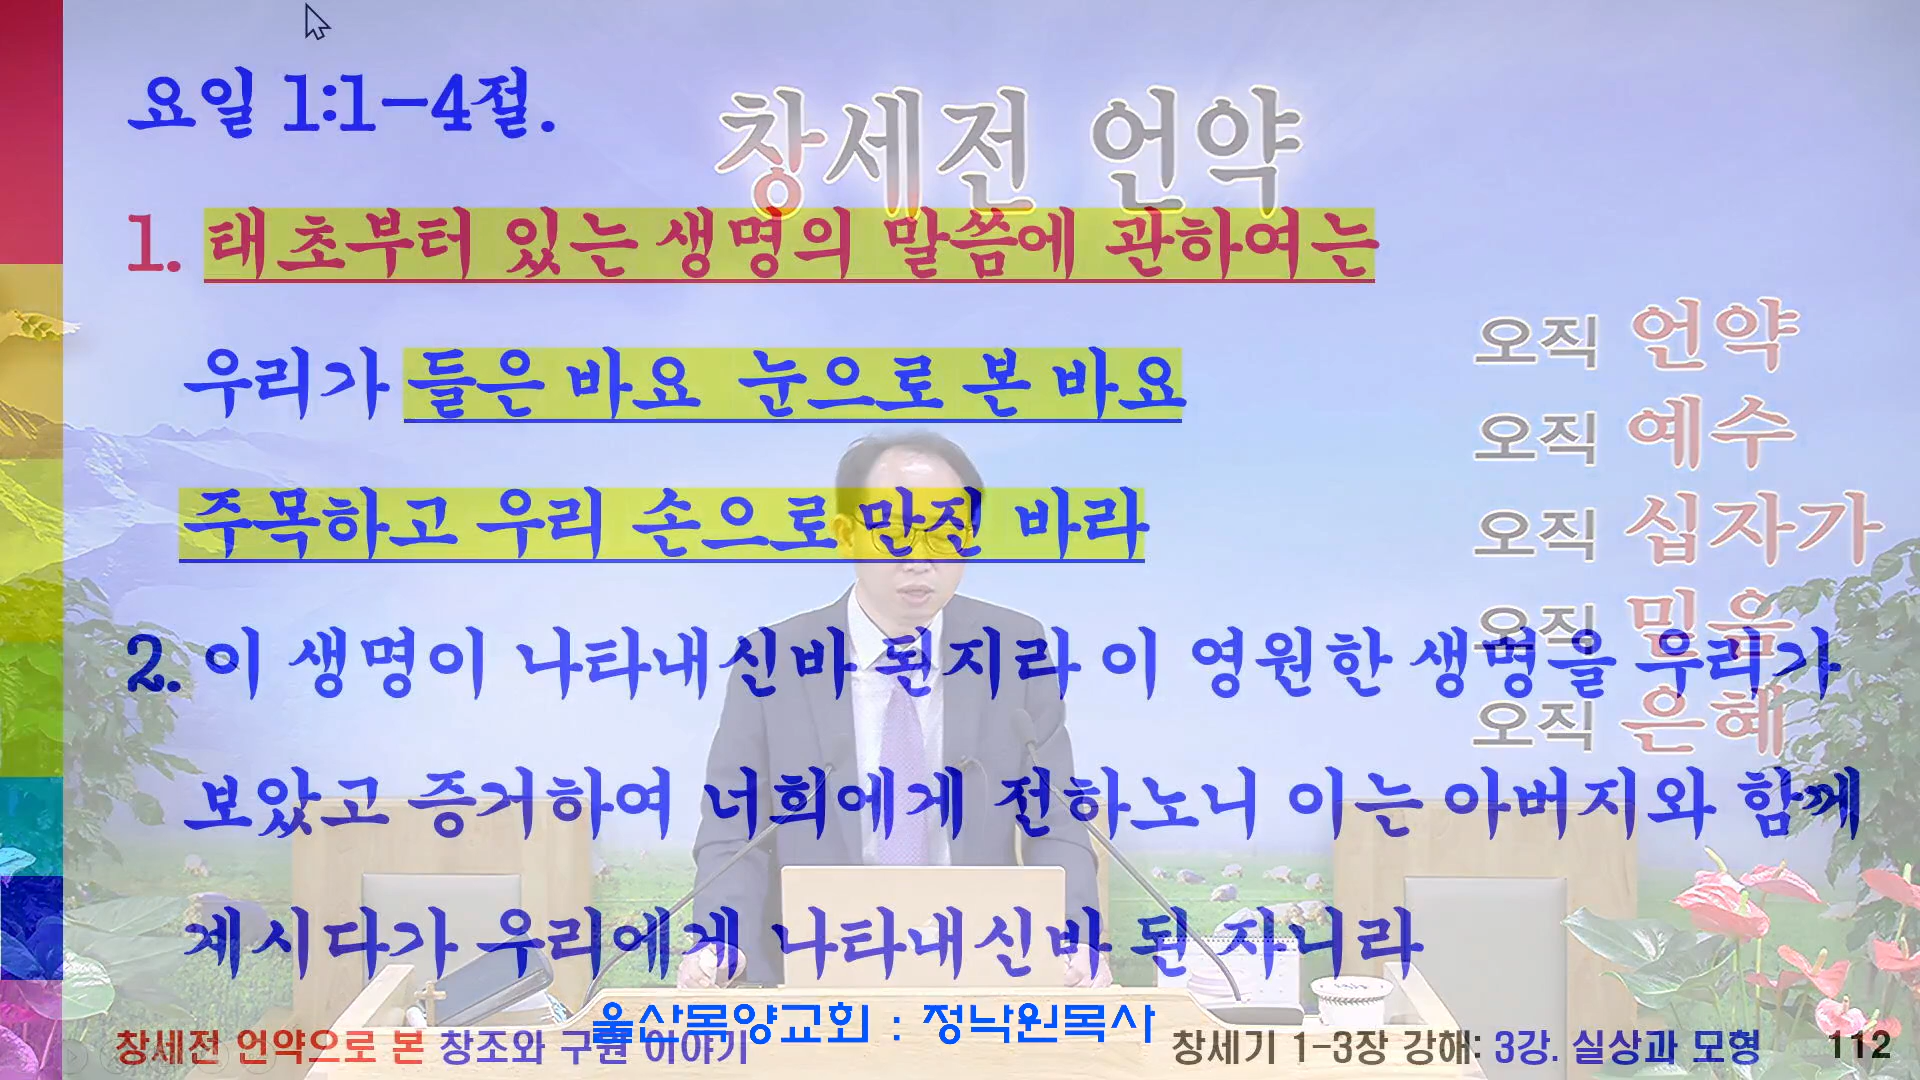 요일 1:1-4절.
창세전 언약
1. 태초부터 있는 생명의 말씀에 관하여는
우리가 들은 바요 눈으로 본 바요
주목하고 우리 손으로 만진 바라
2. 이 생명이 나타내신바 된지라 이 영원한 생명을 우리가
보았고 증거하여 너희에게 전하노니 이는 아버지와 함께
계시다가 우리에게 나타내신바 된 자니라
오직 언약
오직 예수
오직 십자가
오직 믿음
오직 은혜
울산목양교회 : 정낙원목사
창세전 언약으로 본 창조와 구원 이야기
창세기 1-3장 강해: 3강. 실상과 모형
112